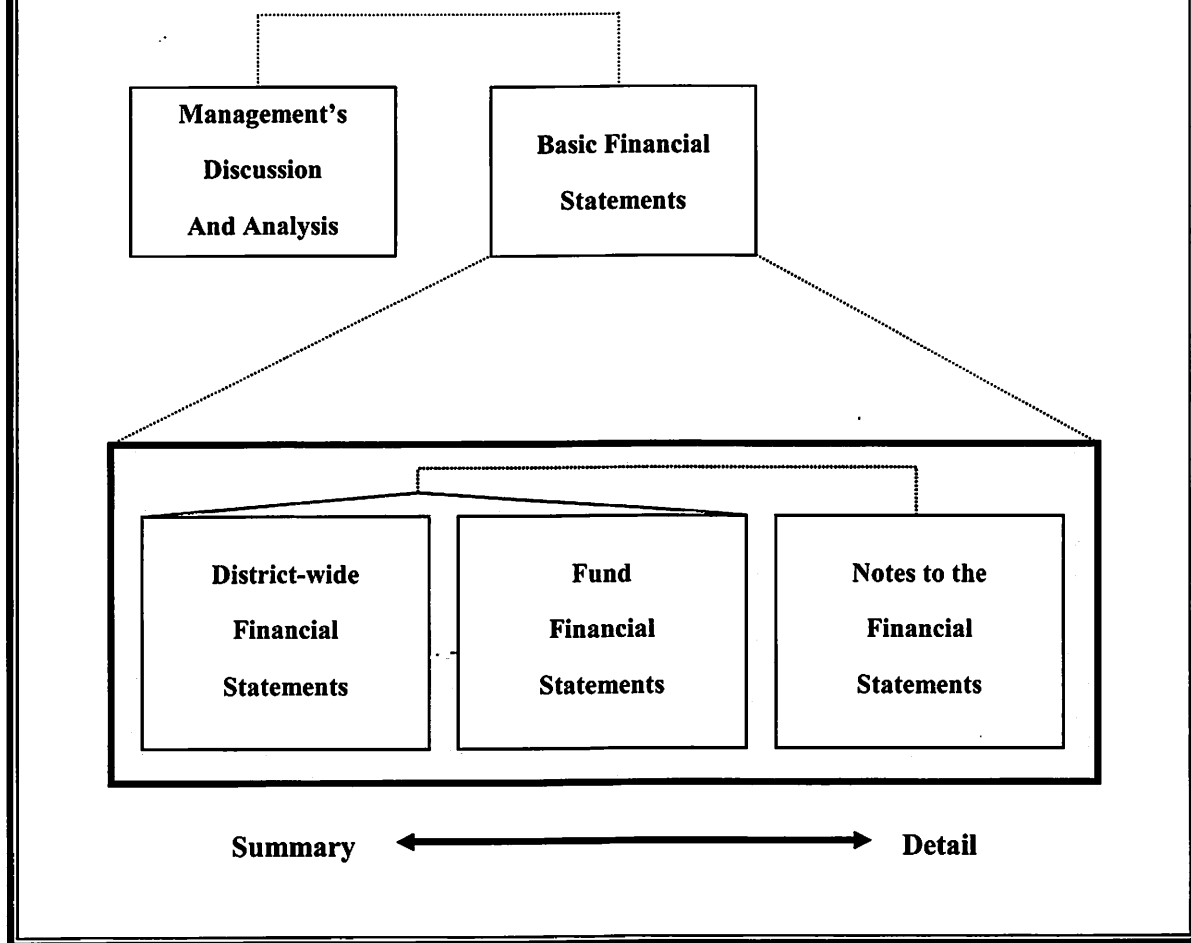 Management's
Discussion
And Analysis
Basic Financial
Statements
District-wide
Financial
Statements
Fund
Financial
Statements
Notes to the
Financial
Statements
Summary
Detail